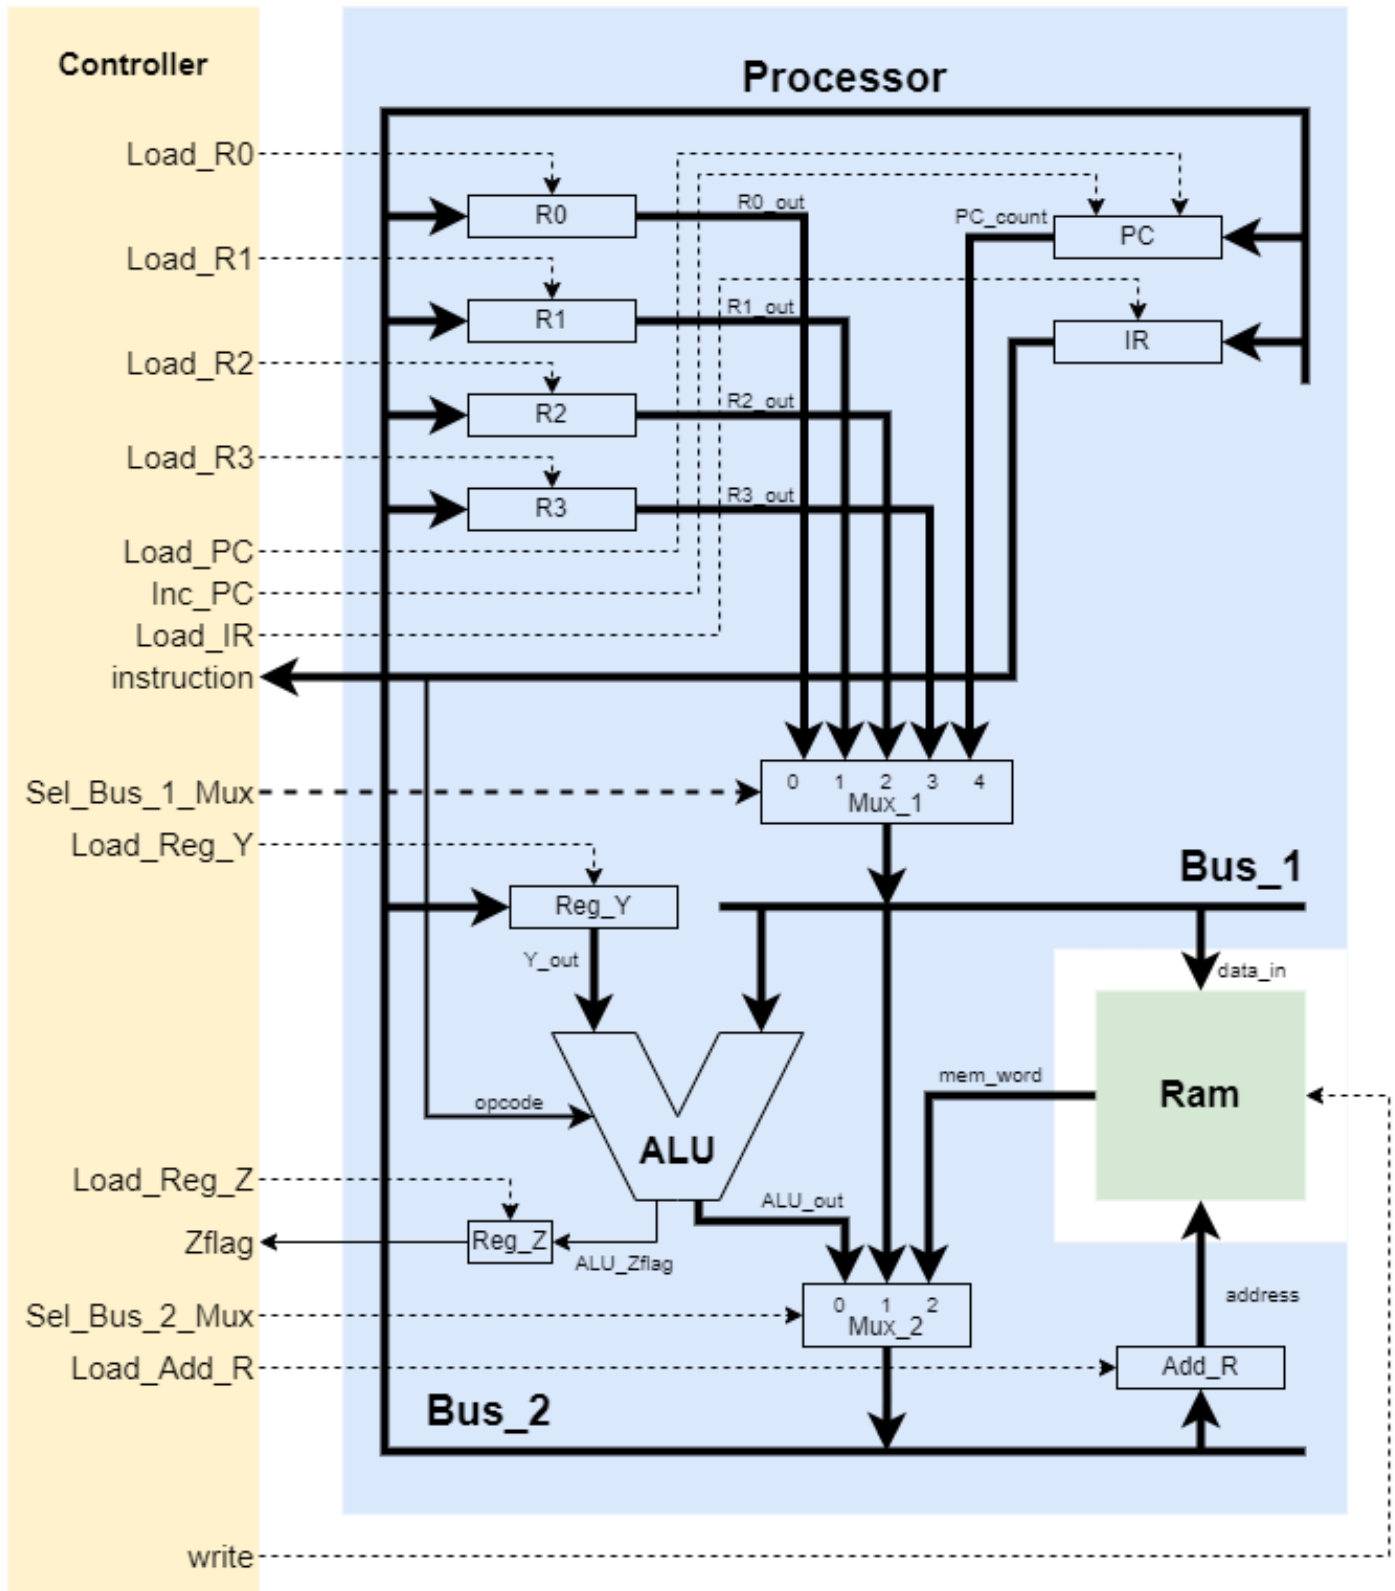 Controller
Processor
Load_R0
R0
R0_out
PC_count
PC
Load_R1
R1
R1_out
IR
Load_R2
R2
R2_out
Load_R3
R3
R3_out
Load_PC
Inc_PC
Load_IR
instruction
Sel_Bus_1_Mux
0 1 2 3 4
Mux_1
Load_Reg_Y
Bus_1
Reg_Y
Y_out
data_in
mem_word
Ram
opcode
ALU
Load_Reg_Z
ALU_out
Zflag
Reg_Z
ALU_Zflag
address
Sel_Bus_2_Mux
0 1 2
Mux_2
Load_Add_R
Add_R
Bus_2
write